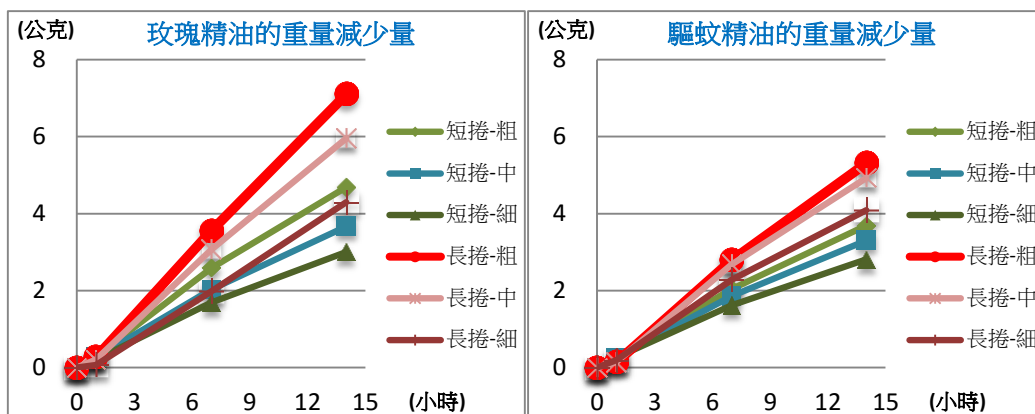 (公克)
玫瑰精油的重量減少量
8
6
4
2
0
0 3 6 9 12 15 (小時)
短捲-粗
短捲-中
短捲-細
長捲-粗
長捲-中
長捲-細
(公克)
驅蚊精油的重量減少量
8
6
4
2
0
0 3 6 9 12 15 (小時)
短捲-粗
短捲-中
短捲-細
長捲-粗
長捲-中
長捲-細